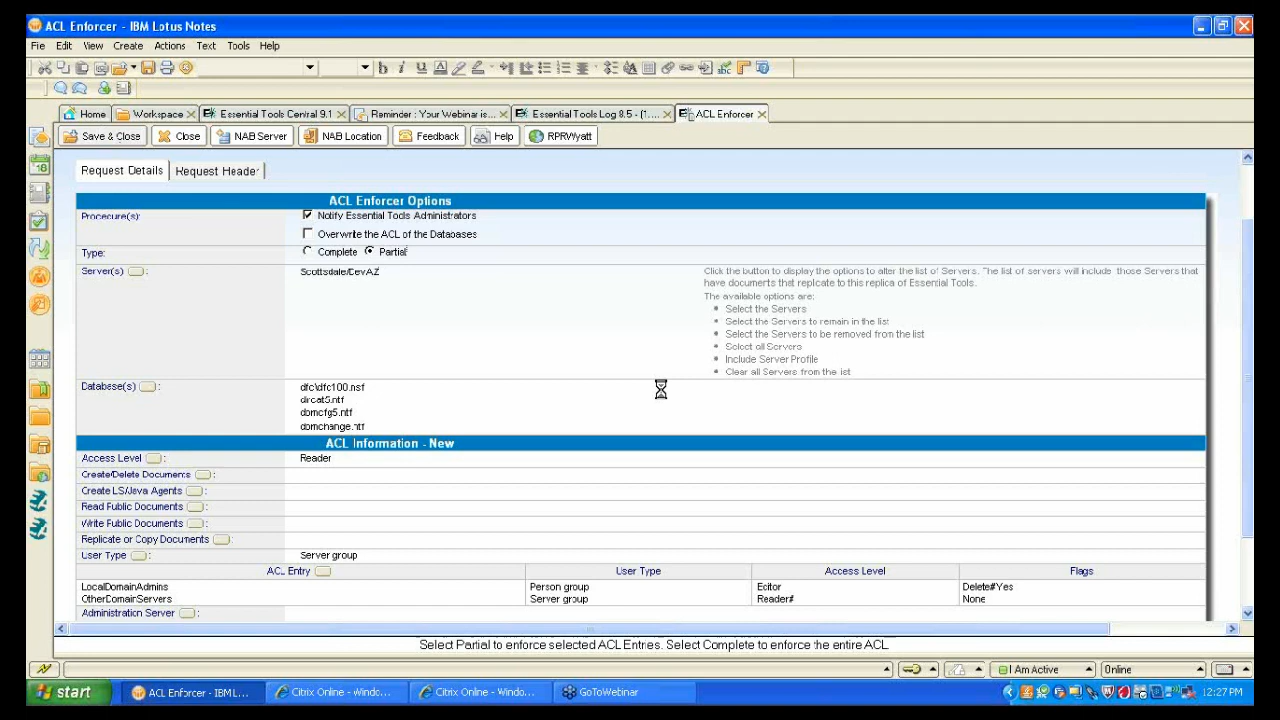 ACL Enforcer - IBM Lotus Notes
File Edit View Create Actions Text Tools Help
Home Workspace Essential Tools Central 9.1 Reminder : Your Webinar is... Essential Tools Log 8.5 - (1.... ACL Enforcer
Save & Close Close NAB Server NAB Location Feedback Help RPRWyatt
Request Details Request Header
ACL Enforcer Options
Procedure(s): Notify Essential Tools Administrators
Overwrite the ACL of the Databases
Type: Complete Partial
Server(s) : Scottsdale/DevAZ Click the button to display the options to alter the list of Servers. The list of servers will include those Servers that
have documents that replicate to this replica of Essential Tools.
The available options are:
Select the Servers
Select the Servers to remain in the list
Select the Servers to be removed from the list
Select all Servers
Include Server Profile
Clear all Servers from the list
Database(s) : dfc\dfc100.nsf
dircat5.ntf
domcfg5.ntf
domchange.ntf
ACL Information - New
Access Level : Reader
Create/Delete Documents :
Create LS/Java Agents :
Read Public Documents :
Write Public Documents :
Replicate or Copy Documents :
User Type : Server group
ACL Entry User Type Access Level Flags
LocalDomainAdmins Person group Editor Delete#Yes
OtherDomainServers Server group Reader# None
Administration Server :
Select Partial to enforce selected ACL Entries. Select Complete to enforce the entire ACL.
I Am Active Online
start ACL Enforcer - IBM L... Citrix Online - Windo... Citrix Online - Windo... GoToWebinar 12:27 PM